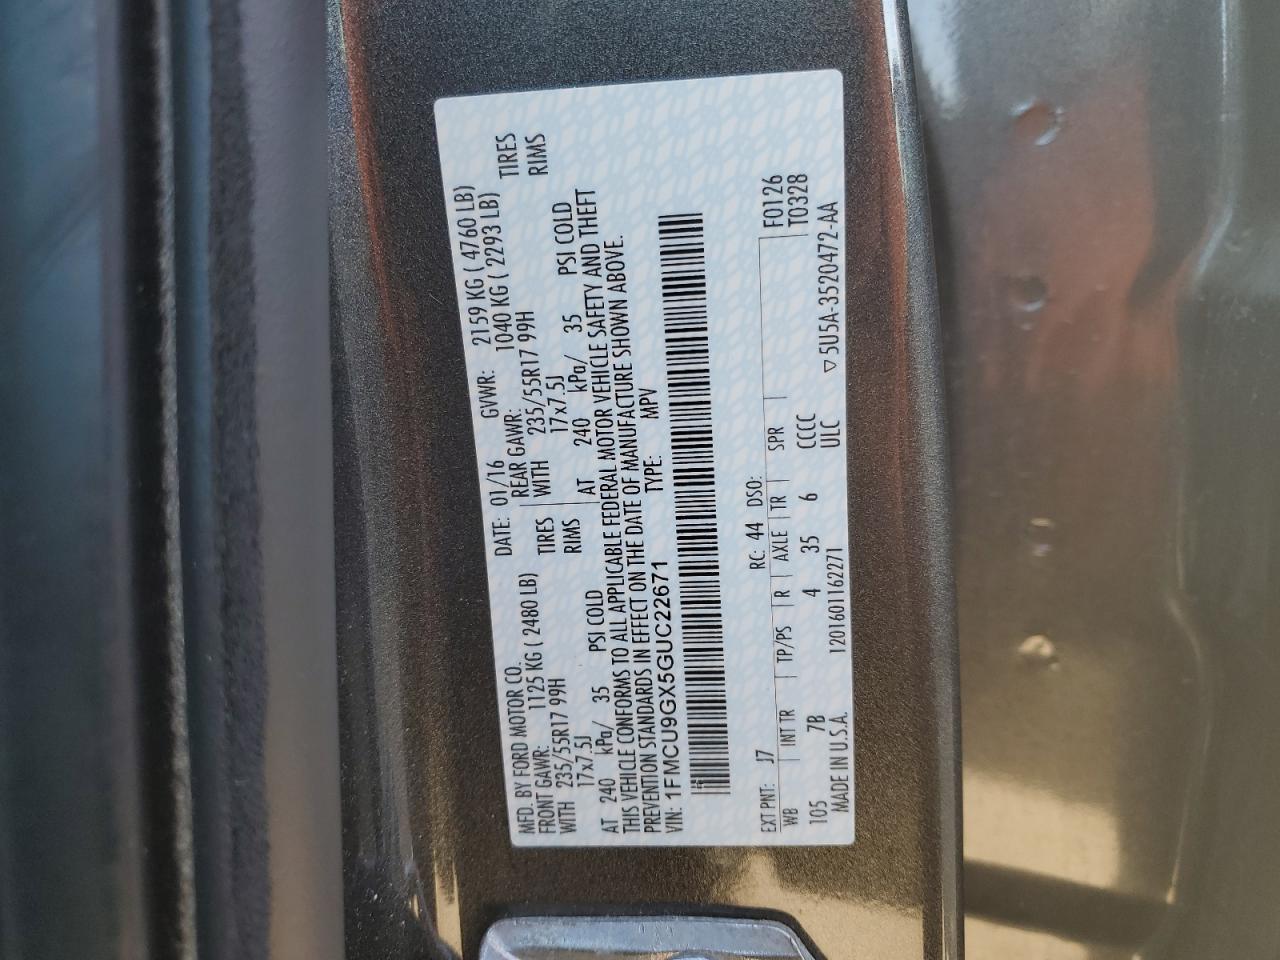 MFD. BY FORD MOTOR CO. DATE: 01/16 GVWR: 2159 KG ( 4760 LB)
FRONT GAWR: 1125 KG ( 2480 LB) REAR GAWR: 1040 KG ( 2293 LB)
WITH 235/55R17 99H TIRES WITH 235/55R17 99H TIRES
17x7.5J RIMS 17x7.5J RIMS
AT 240 kPa/ 35 PSI COLD AT 240 kPa/ 35 PSI COLD
THIS VEHICLE CONFORMS TO ALL APPLICABLE FEDERAL MOTOR VEHICLE SAFETY AND THEFT
PREVENTION STANDARDS IN EFFECT ON THE DATE OF MANUFACTURE SHOWN ABOVE.
VIN: 1FMCU9GX5GUC22671 TYPE: MPV
EXT PNT: J7 RC: 44 DSO: F0126
WB INT TR TP/PS R AXLE TR SPR T0328
105 7B 4 35 6 CCCC
MADE IN U.S.A. 1201601162271 ULC ▽5U5A-3520472-AA